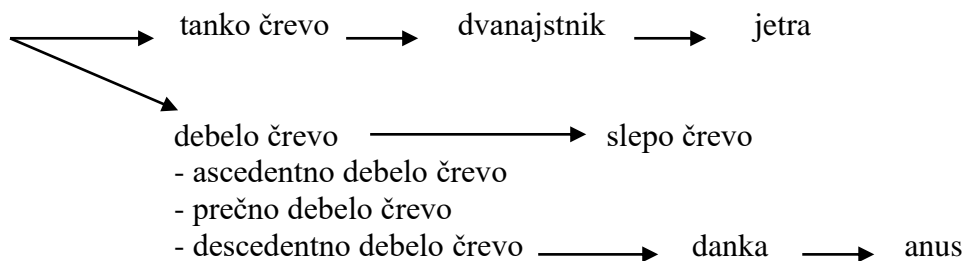 tanko črevo dvanajstnik jetra
debelo črevo slepo črevo
- ascedentno debelo črevo
- prečno debelo črevo
- descedentno debelo črevo danka anus